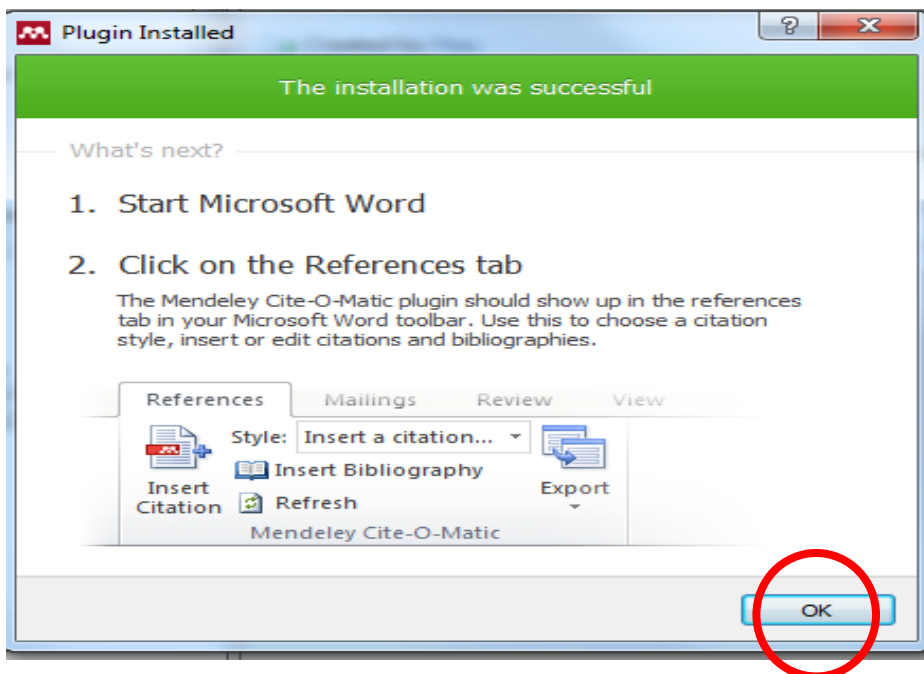 Plugin Installed
The installation was successful
What's next?
1. Start Microsoft Word
2. Click on the References tab
The Mendeley Cite-O-Matic plugin should show up in the references
tab in your Microsoft Word toolbar. Use this to choose a citation
style, insert or edit citations and bibliographies.
References Mailings Review View
Style: Insert a citation...
Insert Bibliography
Insert
Citation
Refresh
Export
Mendeley Cite-O-Matic
OK